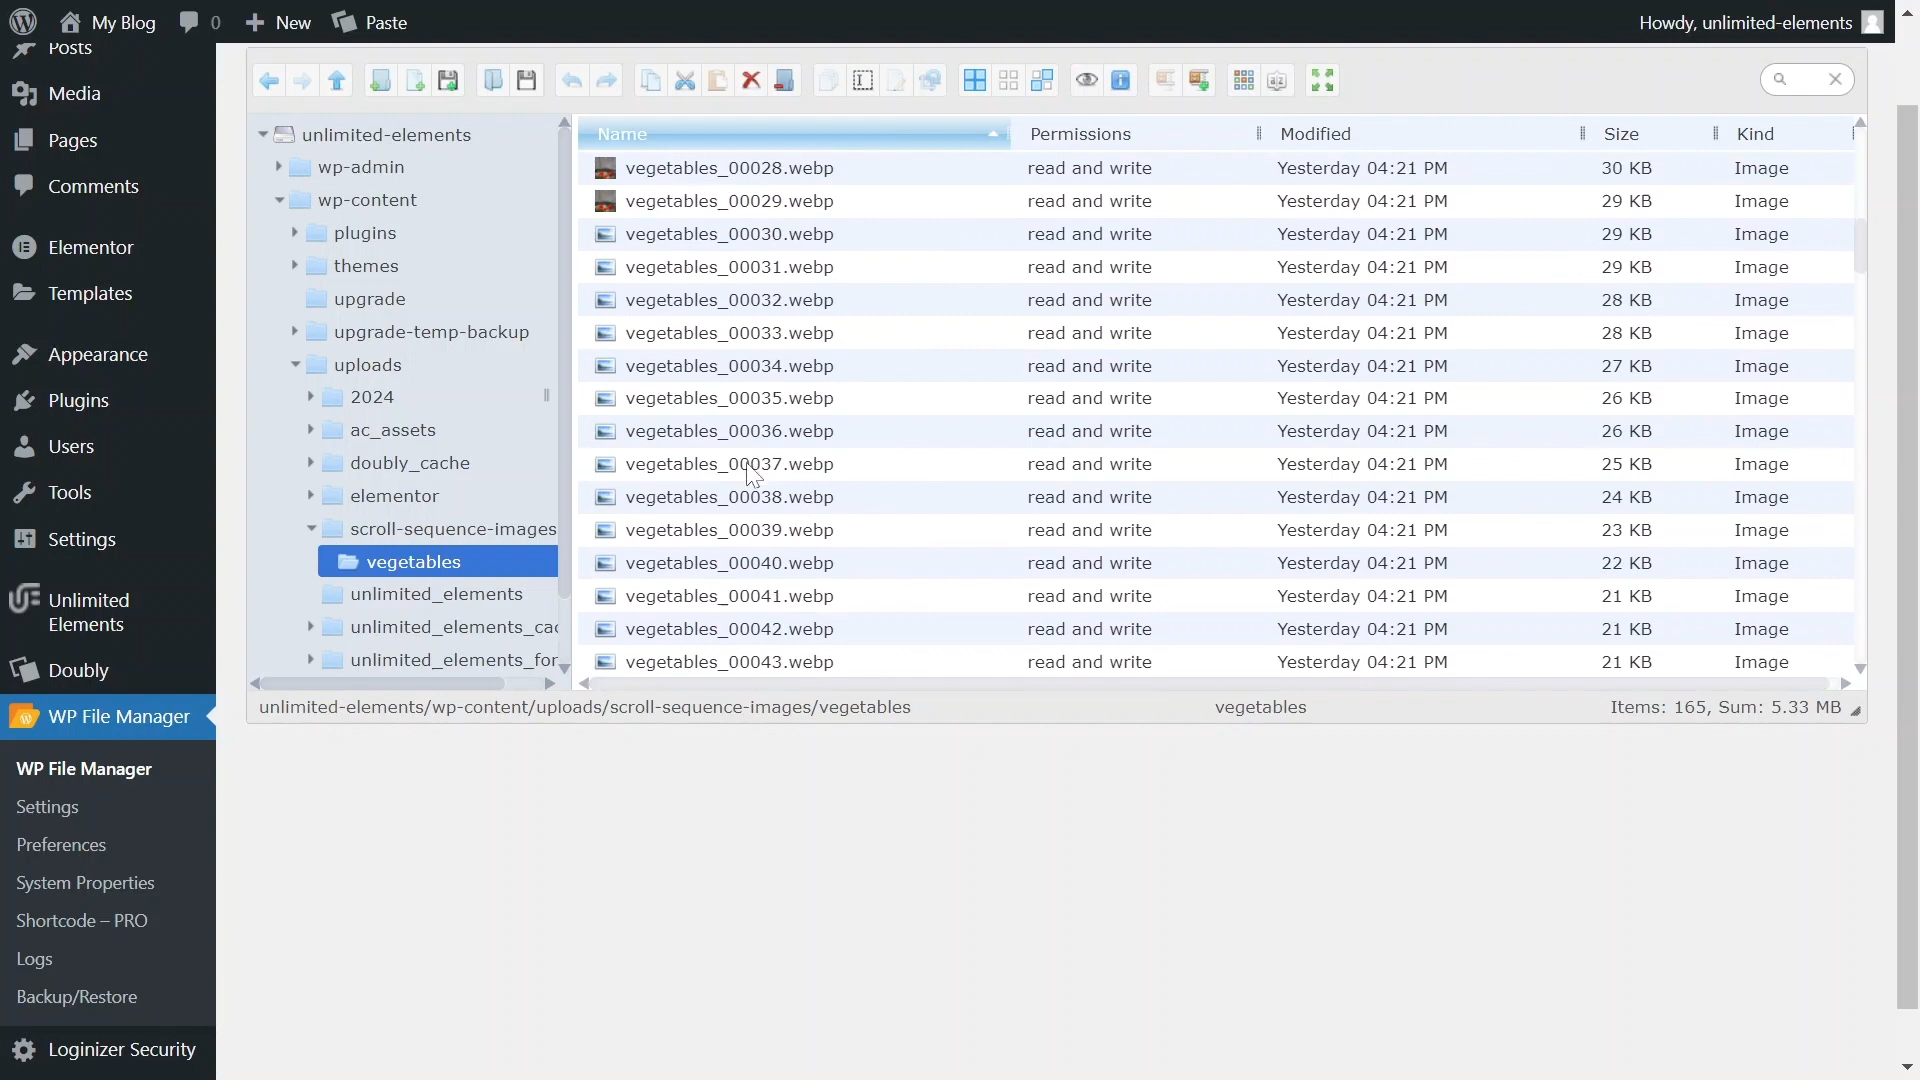 My Blog 0 New Paste Howdy, unlimited-elements
Posts
Media
Pages
Comments
Elementor
Templates
Appearance
Plugins
Users
Tools
Settings
Unlimited
Elements
Doubly
WP File Manager
WP File Manager
Settings
Preferences
System Properties
Shortcode – PRO
Logs
Backup/Restore
Loginizer Security
unlimited-elements
wp-admin
wp-content
plugins
themes
upgrade
upgrade-temp-backup
uploads
2024
ac_assets
doubly_cache
elementor
scroll-sequence-images
vegetables
unlimited_elements
unlimited_elements_cac
unlimited_elements_for
Name Permissions Modified Size Kind
vegetables_00028.webp read and write Yesterday 04:21 PM 30 KB Image
vegetables_00029.webp read and write Yesterday 04:21 PM 29 KB Image
vegetables_00030.webp read and write Yesterday 04:21 PM 29 KB Image
vegetables_00031.webp read and write Yesterday 04:21 PM 29 KB Image
vegetables_00032.webp read and write Yesterday 04:21 PM 28 KB Image
vegetables_00033.webp read and write Yesterday 04:21 PM 28 KB Image
vegetables_00034.webp read and write Yesterday 04:21 PM 27 KB Image
vegetables_00035.webp read and write Yesterday 04:21 PM 26 KB Image
vegetables_00036.webp read and write Yesterday 04:21 PM 26 KB Image
vegetables_00037.webp read and write Yesterday 04:21 PM 25 KB Image
vegetables_00038.webp read and write Yesterday 04:21 PM 24 KB Image
vegetables_00039.webp read and write Yesterday 04:21 PM 23 KB Image
vegetables_00040.webp read and write Yesterday 04:21 PM 22 KB Image
vegetables_00041.webp read and write Yesterday 04:21 PM 21 KB Image
vegetables_00042.webp read and write Yesterday 04:21 PM 21 KB Image
vegetables_00043.webp read and write Yesterday 04:21 PM 21 KB Image
unlimited-elements/wp-content/uploads/scroll-sequence-images/vegetables vegetables Items: 165, Sum: 5.33 MB